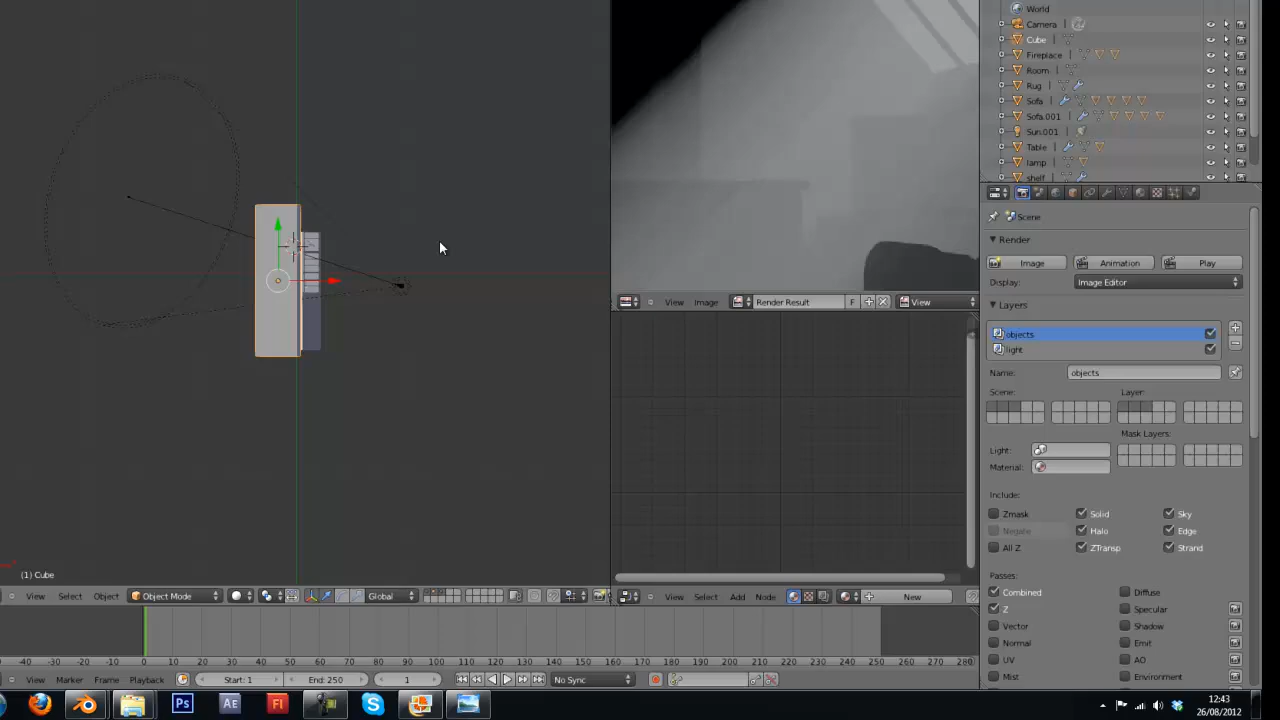 World
Camera
Cube
Fireplace
Room
Rug
Sofa
Sofa.001
Sun.001
Table
lamp
shelf
Scene
Render
Image Animation Play
Display: Image Editor
Layers
objects
light
Name: objects
Scene: Layer:
Mask Layers:
Light:
Material:
Include:
Zmask Solid Sky
Negate Halo Edge
All Z ZTransp Strand
Passes:
Combined Diffuse
Z Specular
Vector Shadow
Normal Emit
UV AO
Mist Environment
View Image Render Result F View
(1) Cube
View Select Object Object Mode Global
View Select Add Node New
0 10 20 30 40 50 60 70 80 90 100 110 120 130 140 150 160 170 180 190 200 210 220 230 240 250 260 270 280
View Marker Frame Playback Start: 1 End: 250 1 No Sync
Ps Ae Fl
12:43
26/08/2012